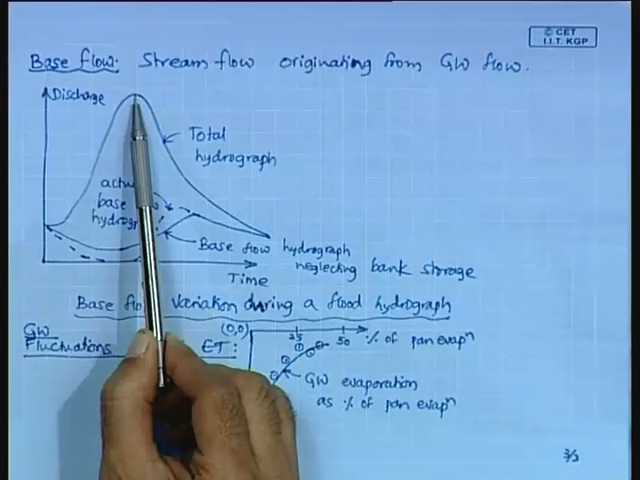 © CET
I.I.T. KGP
Base flow: Stream flow originating from GW flow.
Discharge
Total
hydrograph
base
Base flow hydrograph
neglecting bank storage
Time
Base variation during a flood hydrograph
GW
Fluctuations
ET:
(0,0)
25
50
% of pan evapn
GW evaporation
as % of pan evapn